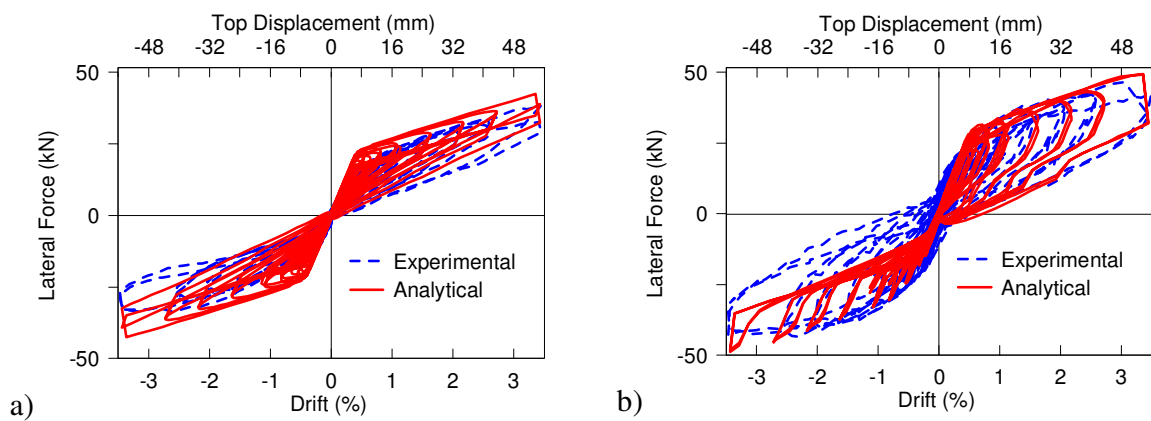 Top Displacement (mm)
-48 -32 -16 0 16 32 48
50
0
-50
Lateral Force (kN)
Experimental
Analytical
-3 -2 -1 0 1 2 3
Drift (%)
a)
Top Displacement (mm)
-48 -32 -16 0 16 32 48
50
0
-50
Lateral Force (kN)
Experimental
Analytical
-3 -2 -1 0 1 2 3
Drift (%)
b)